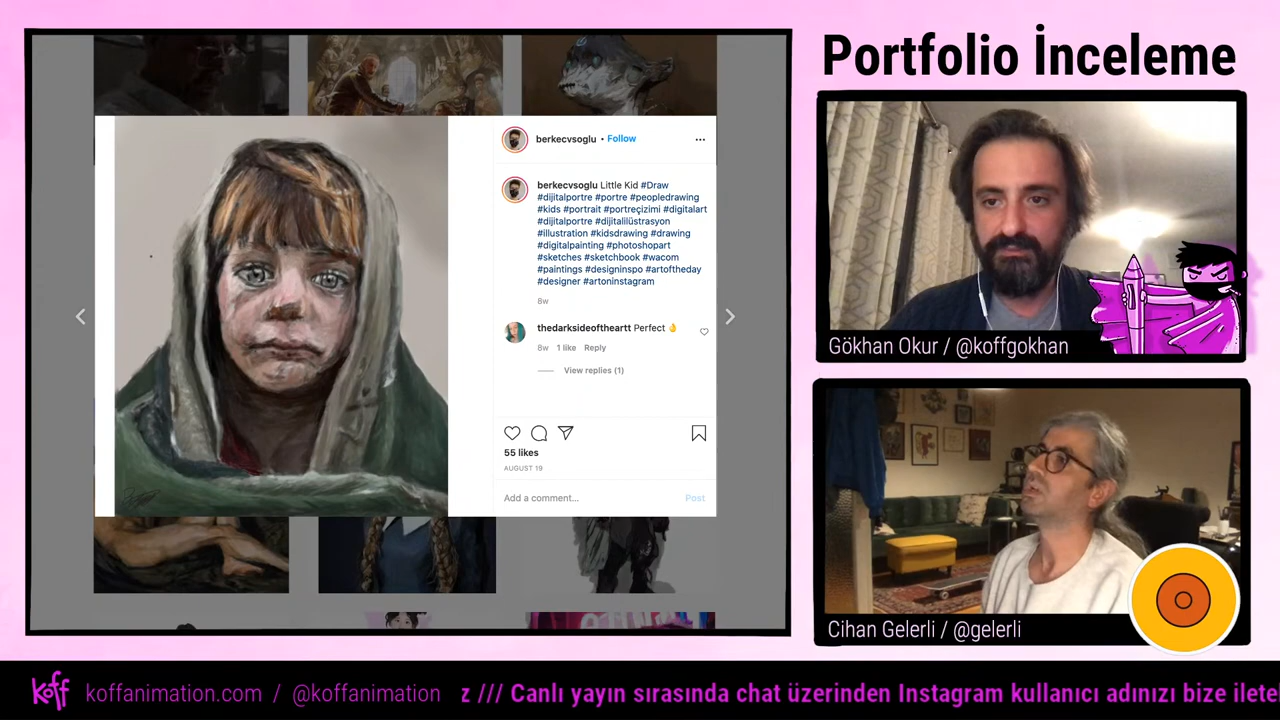 Portfolio İnceleme
berkecvsoglu • Follow
berkecvsoglu Little Kid #Draw
#dijitalportre #portre #peopledrawing
#kids #portrait #portreçizimi #digitalart
#dijitalportre #dijitalilüstrasyon
#illustration #kidsdrawing #drawing
#digitalpainting #photoshopart
#sketches #sketchbook #wacom
#paintings #designinspo #artoftheday
#designer #artoninstagram
8w
thedarksideoftheartt Perfect 👌
8w 1 like Reply
View replies (1)
55 likes
AUGUST 19
Add a comment... Post
Gökhan Okur / @koffgokhan
Cihan Gelerli / @gelerli
koff koffanimation.com / @koffanimation z /// Canlı yayın sırasında chat üzerinden Instagram kullanıcı adınızı bize ilete